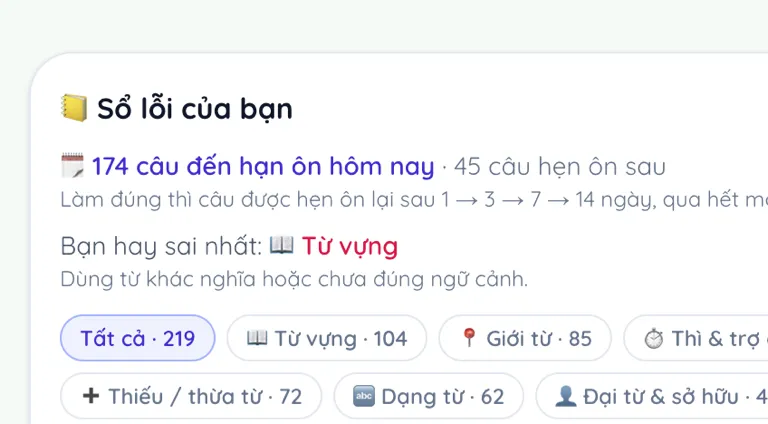 Sổ lỗi của bạn
174 câu đến hạn ôn hôm nay · 45 câu hẹn ôn sau
Làm đúng thì câu được hẹn ôn lại sau 1 → 3 → 7 → 14 ngày, qua hết
Bạn hay sai nhất: Từ vựng
Dùng từ khác nghĩa hoặc chưa đúng ngữ cảnh.
Tất cả · 219 Từ vựng · 104 Giới từ · 85 Thì & trợ
Thiếu / thừa từ · 72 Dạng từ · 62 Đại từ & sở hữu · 4